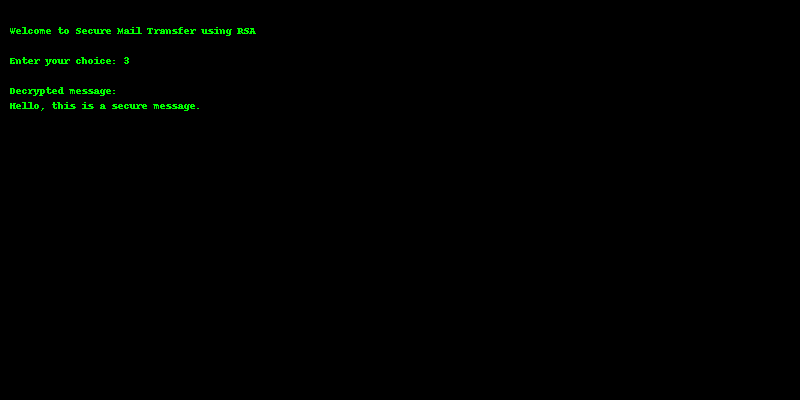 Welcome to Secure Mail Transfer using RSA
Enter your choice: 3
Decrypted message:
Hello, this is a secure message.